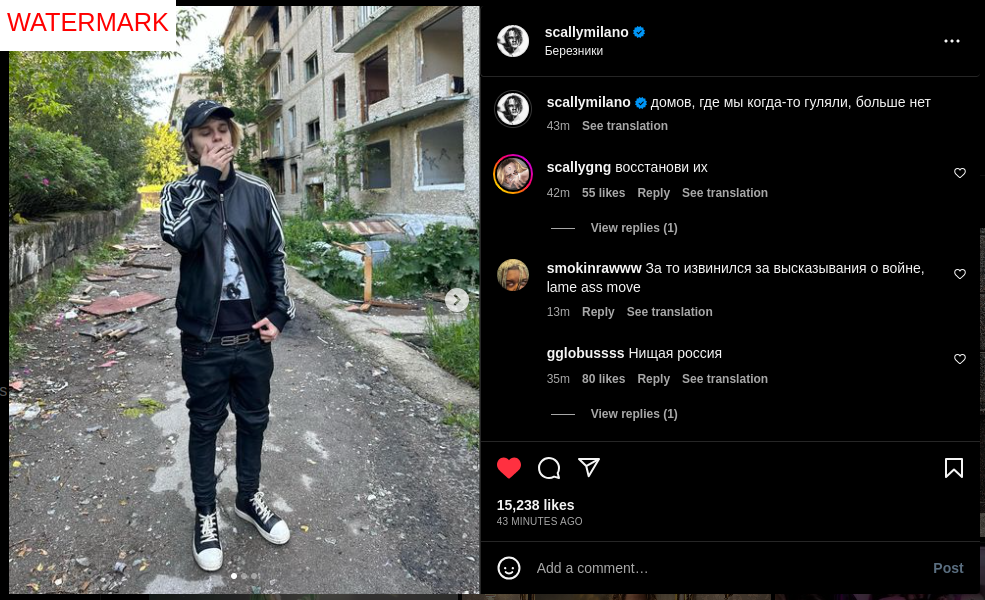 WATERMARK
scallymilano
Березники
scallymilano домов, где мы когда-то гуляли, больше нет
43m See translation
scallygng восстанови их
42m 55 likes Reply See translation
View replies (1)
smokinrawww За то извинился за высказывания о войне,
lame ass move
13m Reply See translation
gglobussss Нищая россия
35m 80 likes Reply See translation
View replies (1)
15,238 likes
43 MINUTES AGO
Add a comment…
Post